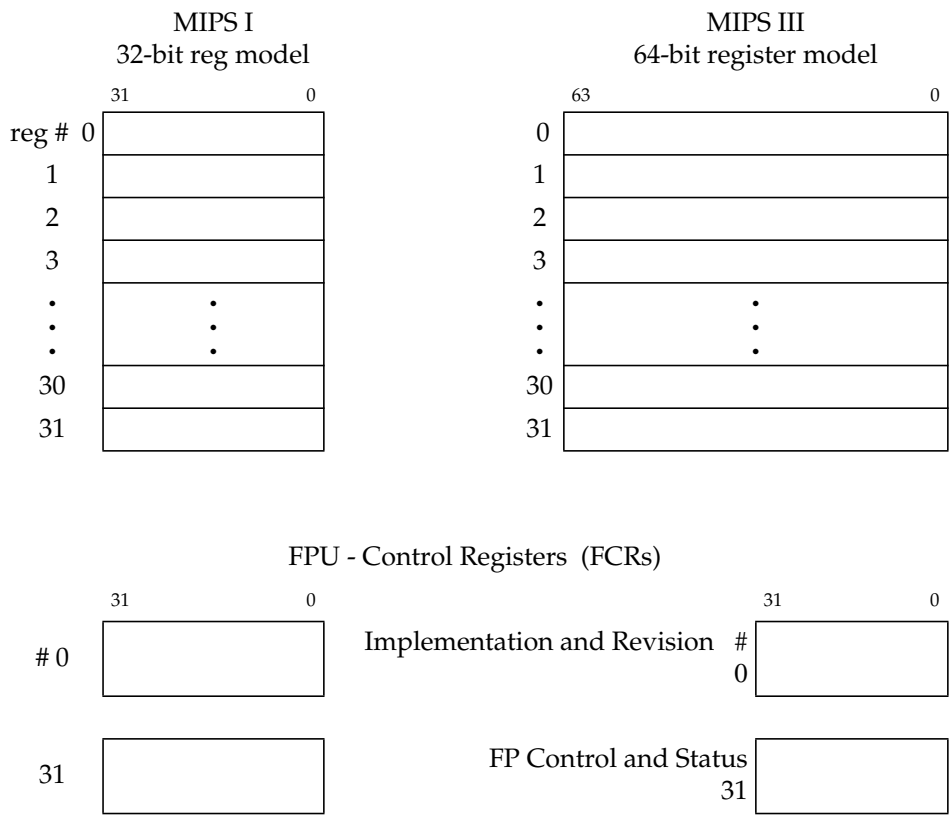 MIPS I
32-bit reg model
31 0
reg # 0
1
2
3
30
31
MIPS III
64-bit register model
63 0
0
1
2
3
30
31
FPU - Control Registers (FCRs)
31 0
# 0
31
31 0
Implementation and Revision #
0
FP Control and Status
31